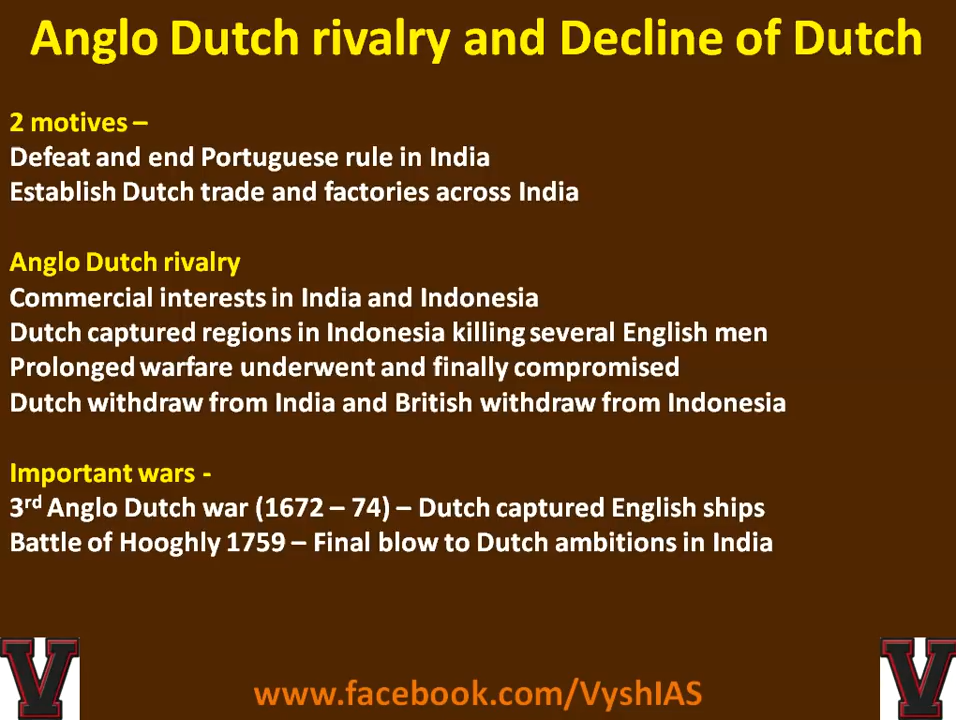 Anglo Dutch rivalry and Decline of Dutch
2 motives –
Defeat and end Portuguese rule in India
Establish Dutch trade and factories across India
Anglo Dutch rivalry
Commercial interests in India and Indonesia
Dutch captured regions in Indonesia killing several English men
Prolonged warfare underwent and finally compromised
Dutch withdraw from India and British withdraw from Indonesia
Important wars -
3rd Anglo Dutch war (1672 – 74) – Dutch captured English ships
Battle of Hooghly 1759 – Final blow to Dutch ambitions in India
V
www.facebook.com/VyshIAS
V